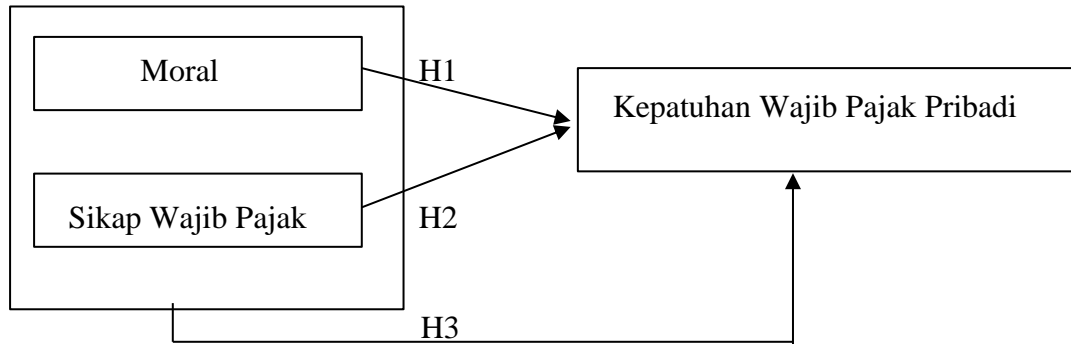 Moral
H1
Kepatuhan Wajib Pajak Pribadi
Sikap Wajib Pajak
H2
H3